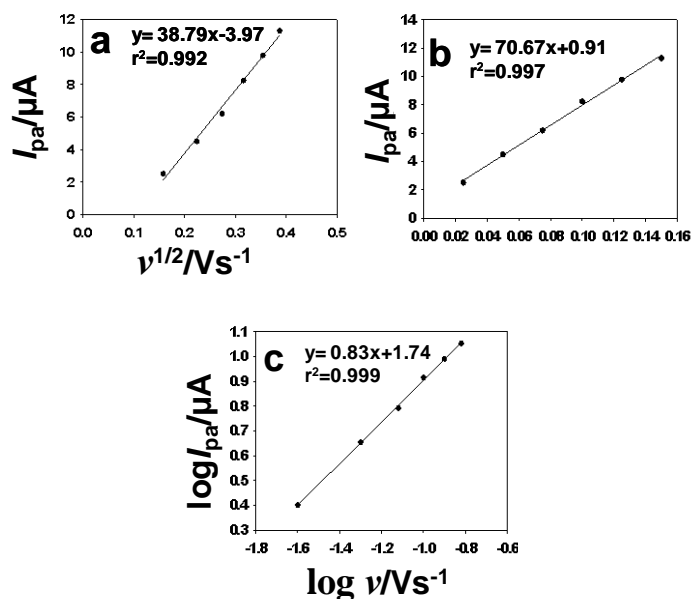 a
y= 38.79x-3.97
r²=0.992
Ipa/µA
12
10
8
6
4
2
0
0.0 0.1 0.2 0.3 0.4 0.5
v1/2/Vs-1
b
y = 70.67x+0.91
r²=0.997
Ipa/µA
14
12
10
8
6
4
2
0
0.00 0.02 0.04 0.06 0.08 0.10 0.12 0.14 0.16
c
y= 0.83x+1.74
r²=0.999
logIpa/µA
1.1
1.0
0.9
0.8
0.7
0.6
0.5
0.4
0.3
-1.8 -1.6 -1.4 -1.2 -1.0 -0.8 -0.6
log v/Vs-1